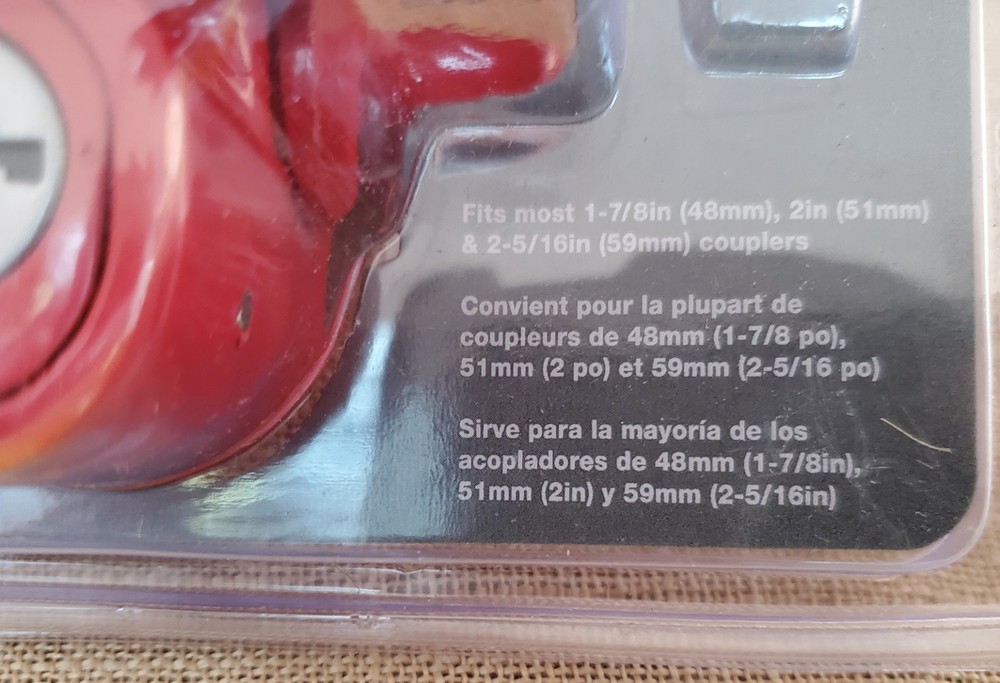 Fits most 1-7/8in (48mm), 2in (51mm)
& 2-5/16in (59mm) couplers
Convient pour la plupart de
coupleurs de 48mm (1-7/8 po),
51mm (2 po) et 59mm (2-5/16 po)
Sirve para la mayoría de los
acopladores de 48mm (1-7/8in),
51mm (2in) y 59mm (2-5/16in)